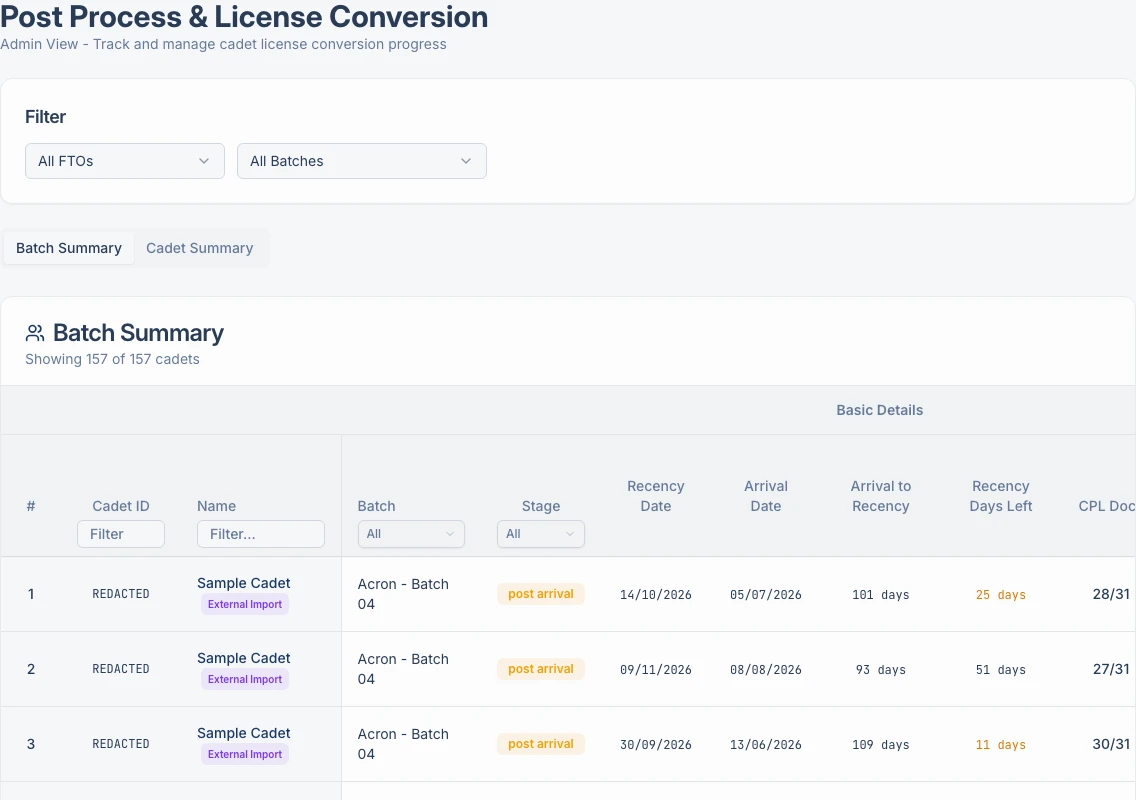 Post Process & License Conversion
Admin View - Track and manage cadet license conversion progress
Filter
All FTOs
All Batches
Batch Summary
Cadet Summary
Batch Summary
Showing 157 of 157 cadets
Basic Details
# Cadet ID Name Batch Stage Recency Date Arrival Date Arrival to Recency Recency Days Left CPL Doc
Filter Filter... All All
1 REDACTED Sample Cadet External Import Acron - Batch 04 post arrival 14/10/2026 05/07/2026 101 days 25 days 28/31
2 REDACTED Sample Cadet External Import Acron - Batch 04 post arrival 09/11/2026 08/08/2026 93 days 51 days 27/31
3 REDACTED Sample Cadet External Import Acron - Batch 04 post arrival 30/09/2026 13/06/2026 109 days 11 days 30/31